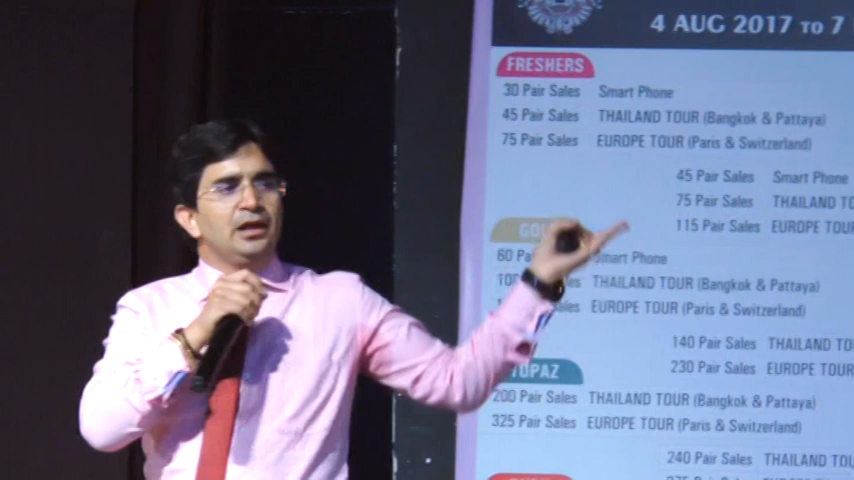 4 AUG 2017 TO 7
FRESHERS
30 Pair Sales Smart Phone
45 Pair Sales THAILAND TOUR (Bangkok & Pattaya)
75 Pair Sales EUROPE TOUR (Paris & Switzerland)
45 Pair Sales Smart Phone
75 Pair Sales THAILAND TO
115 Pair Sales EUROPE TOUR
60 Smart Phone
THAILAND TOUR (Bangkok & Pattaya)
EUROPE TOUR (Paris & Switzerland)
140 Pair Sales THAILAND TO
230 Pair Sales EUROPE TOUR
TOPAZ
200 Pair Sales THAILAND TOUR (Bangkok & Pattaya)
325 Pair Sales EUROPE TOUR (Paris & Switzerland)
240 Pair Sales THAILAND TOU
Pair Sales